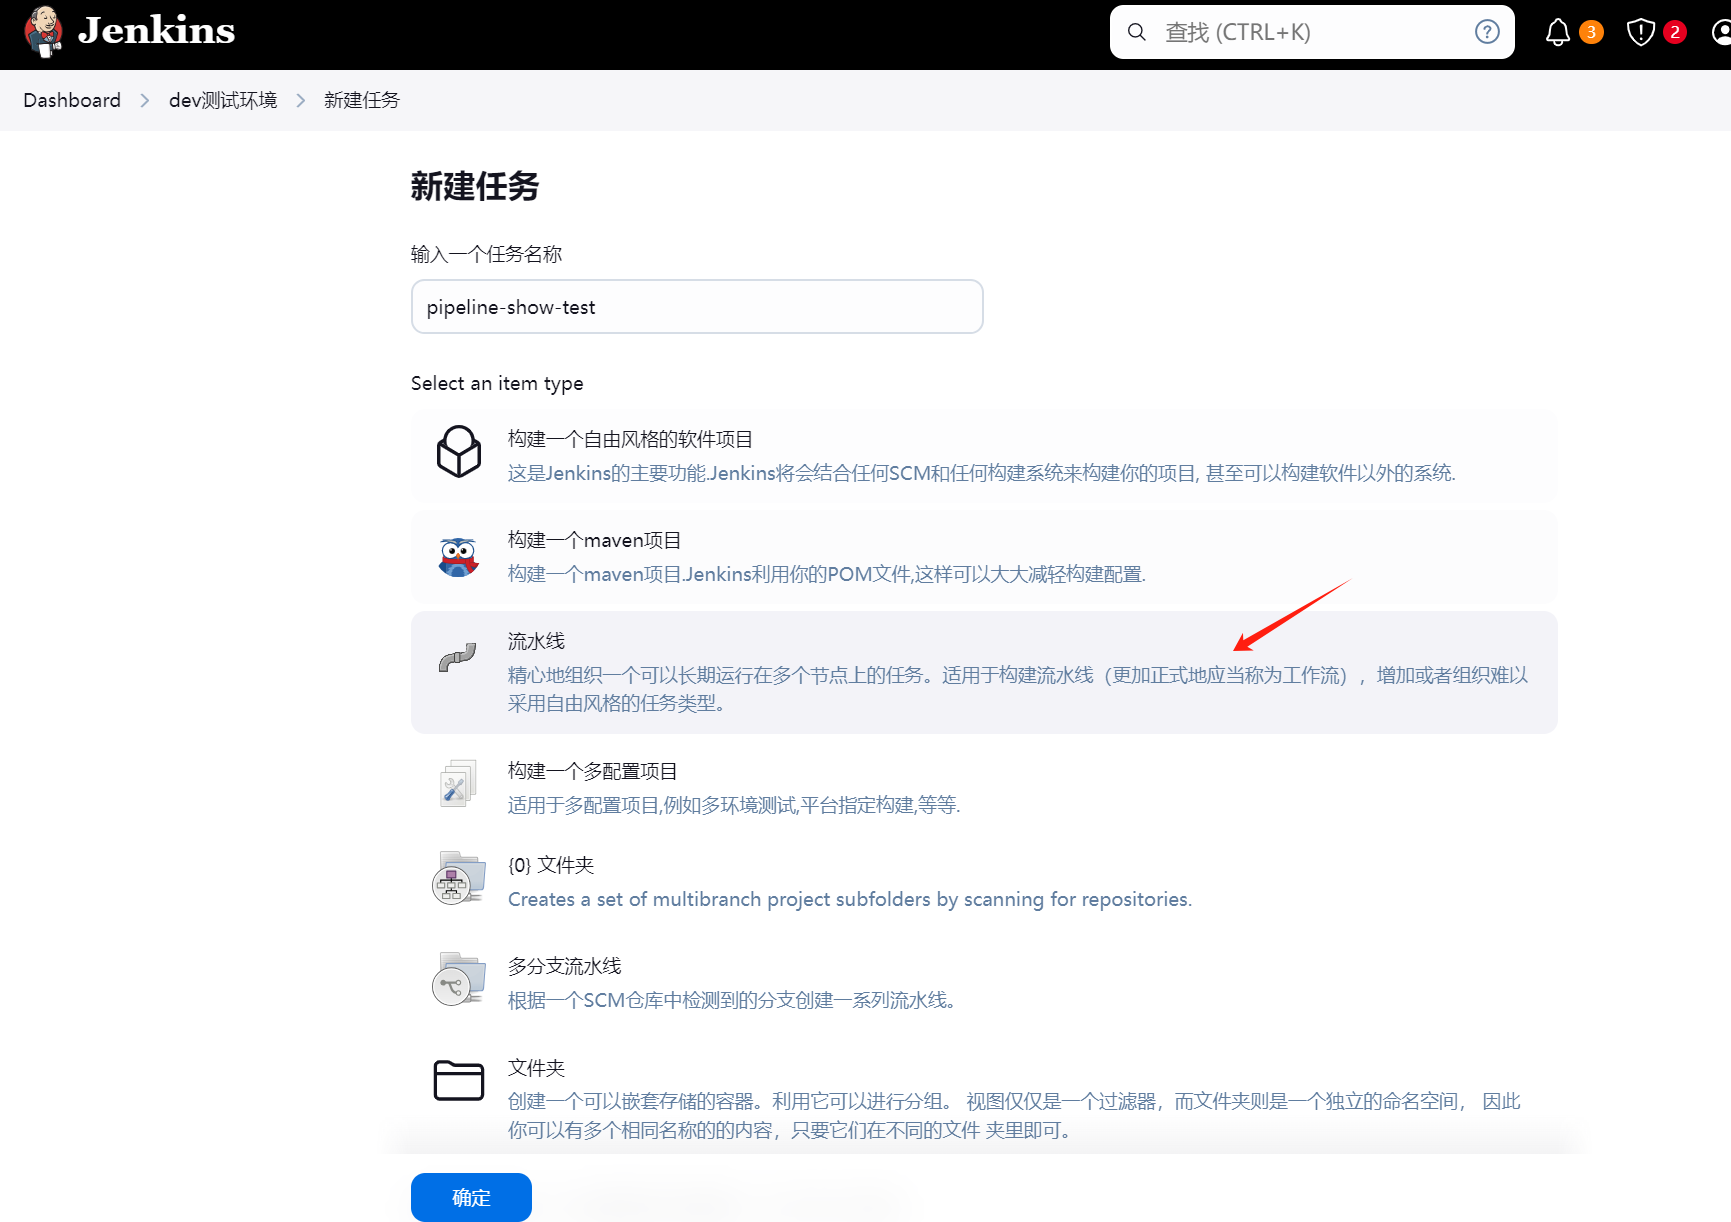 Jenkins
查找 (CTRL+K)
3
2
Dashboard
dev测试环境
新建任务
新建任务
输入一个任务名称
pipeline-show-test
Select an item type
构建一个自由风格的软件项目
这是Jenkins的主要功能.Jenkins将会结合任何SCM和任何构建系统来构建你的项目, 甚至可以构建软件以外的系统.
构建一个maven项目
构建一个maven项目.Jenkins利用你的POM文件,这样可以大大减轻构建配置.
流水线
精心地组织一个可以长期运行在多个节点上的任务。适用于构建流水线（更加正式地应当称为工作流），增加或者组织难以
采用自由风格的任务类型。
构建一个多配置项目
适用于多配置项目,例如多环境测试,平台指定构建,等等.
{0} 文件夹
Creates a set of multibranch project subfolders by scanning for repositories.
多分支流水线
根据一个SCM仓库中检测到的分支创建一系列流水线。
文件夹
创建一个可以嵌套存储的容器。利用它可以进行分组。 视图仅仅是一个过滤器，而文件夹则是一个独立的命名空间， 因此
你可以有多个相同名称的的内容，只要它们在不同的文件 夹里即可。
确定